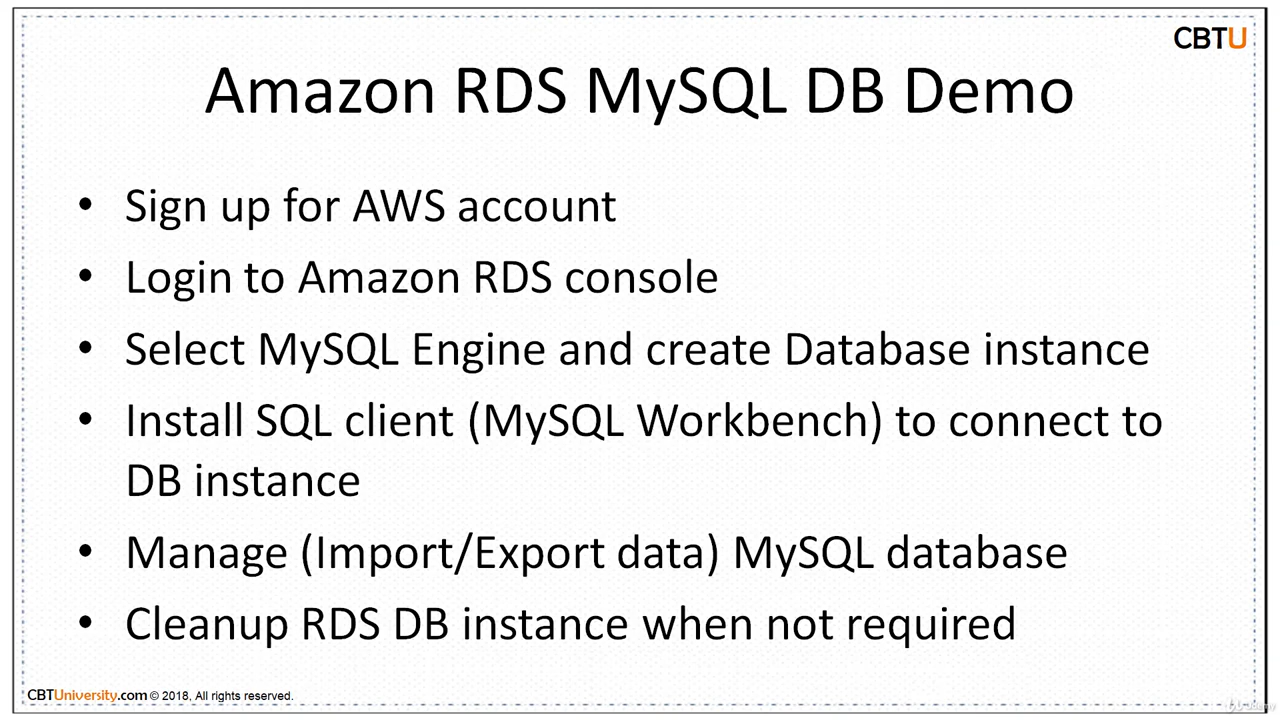 CBTU
Amazon RDS MySQL DB Demo
• Sign up for AWS account
• Login to Amazon RDS console
• Select MySQL Engine and create Database instance
• Install SQL client (MySQL Workbench) to connect to
DB instance
• Manage (Import/Export data) MySQL database
• Cleanup RDS DB instance when not required
CBTUniversity.com © 2018, All rights reserved.